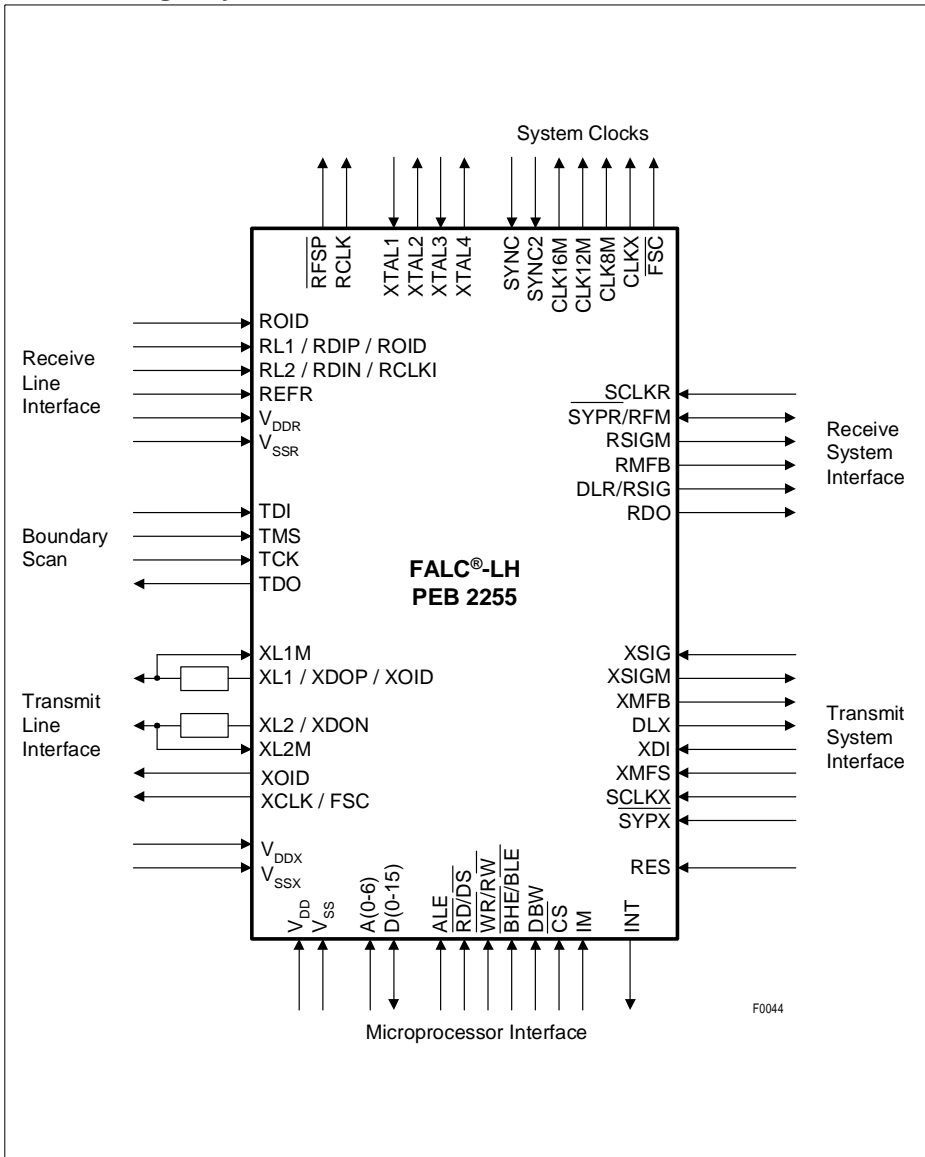 System Clocks
RFSP
RCLK
XTAL1
XTAL2
XTAL3
XTAL4
SYNC
SYNC2
CLK16M
CLK12M
CLK8M
CLKX
FSC
Receive
Line
Interface
ROID
RL1 / RDIP / ROID
RL2 / RDIN / RCLKI
REFR
VDDR
VSSR
SCLKR
SYPR/RFM
RSIGM
RMFB
DLR/RSIG
RDO
Receive
System
Interface
Boundary
Scan
TDI
TMS
TCK
TDO
FALC®-LH
PEB 2255
Transmit
Line
Interface
XL1M
XL1 / XDOP / XOID
XL2 / XDON
XL2M
XOID
XCLK / FSC
VDDX
VSSX
XSIG
XSIGM
XMFB
DLX
XDI
XMFS
SCLKX
SYPX
RES
Transmit
System
Interface
VDD
VSS
A(0-6)
D(0-15)
ALE
RD/DS
WR/RW
BHE/BLE
DBW
CS
IM
INT
Microprocessor Interface
F0044